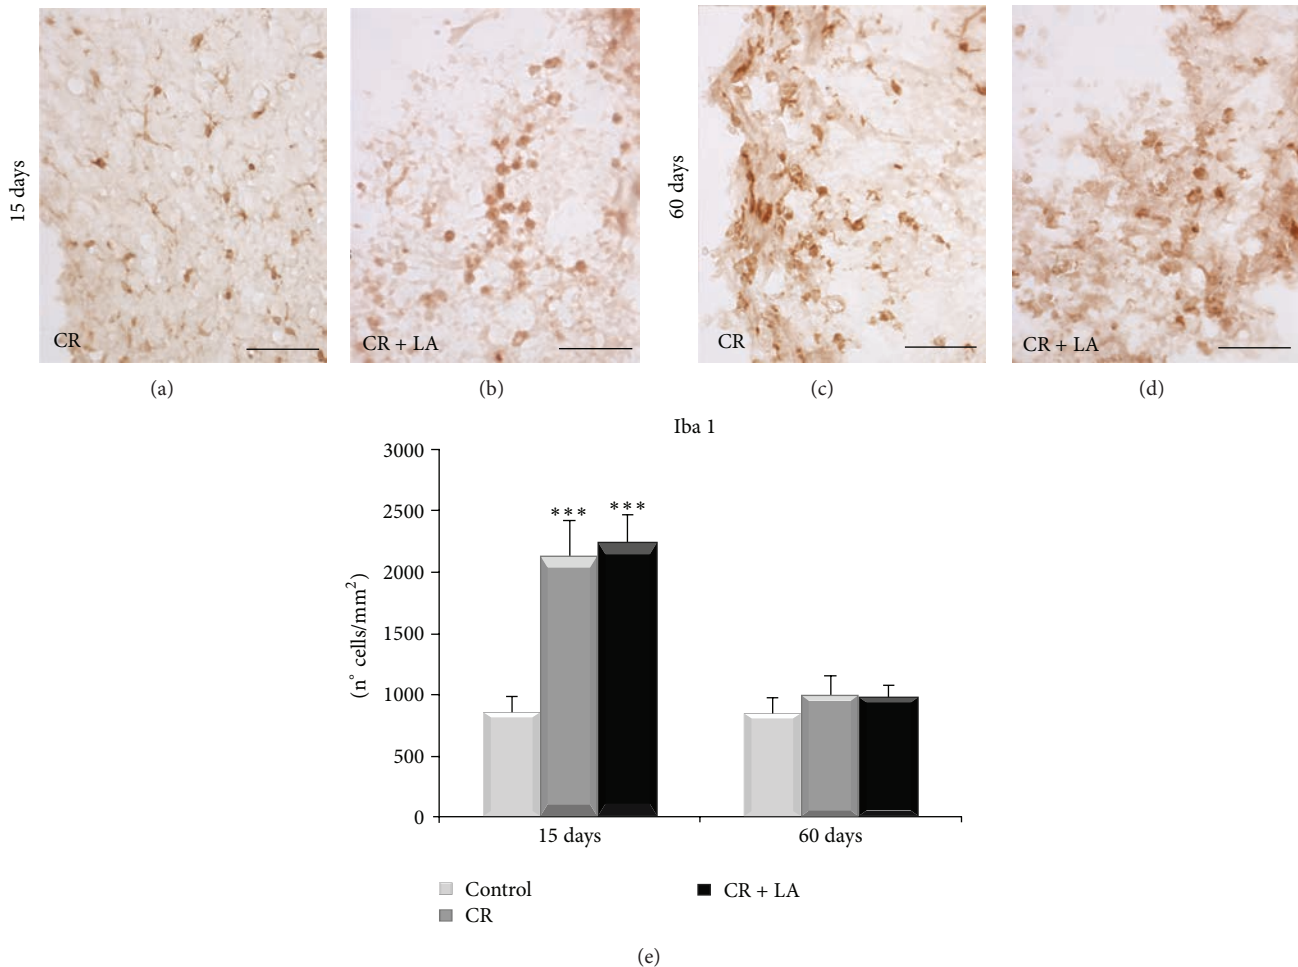 15 days
CR
CR + LA
60 days
CR
CR + LA
(a)
(b)
(c)
(d)
Iba 1
(n° cells/mm²)
3000
2500
2000
1500
1000
500
0
***
***
15 days
60 days
Control
CR
CR + LA
(e)